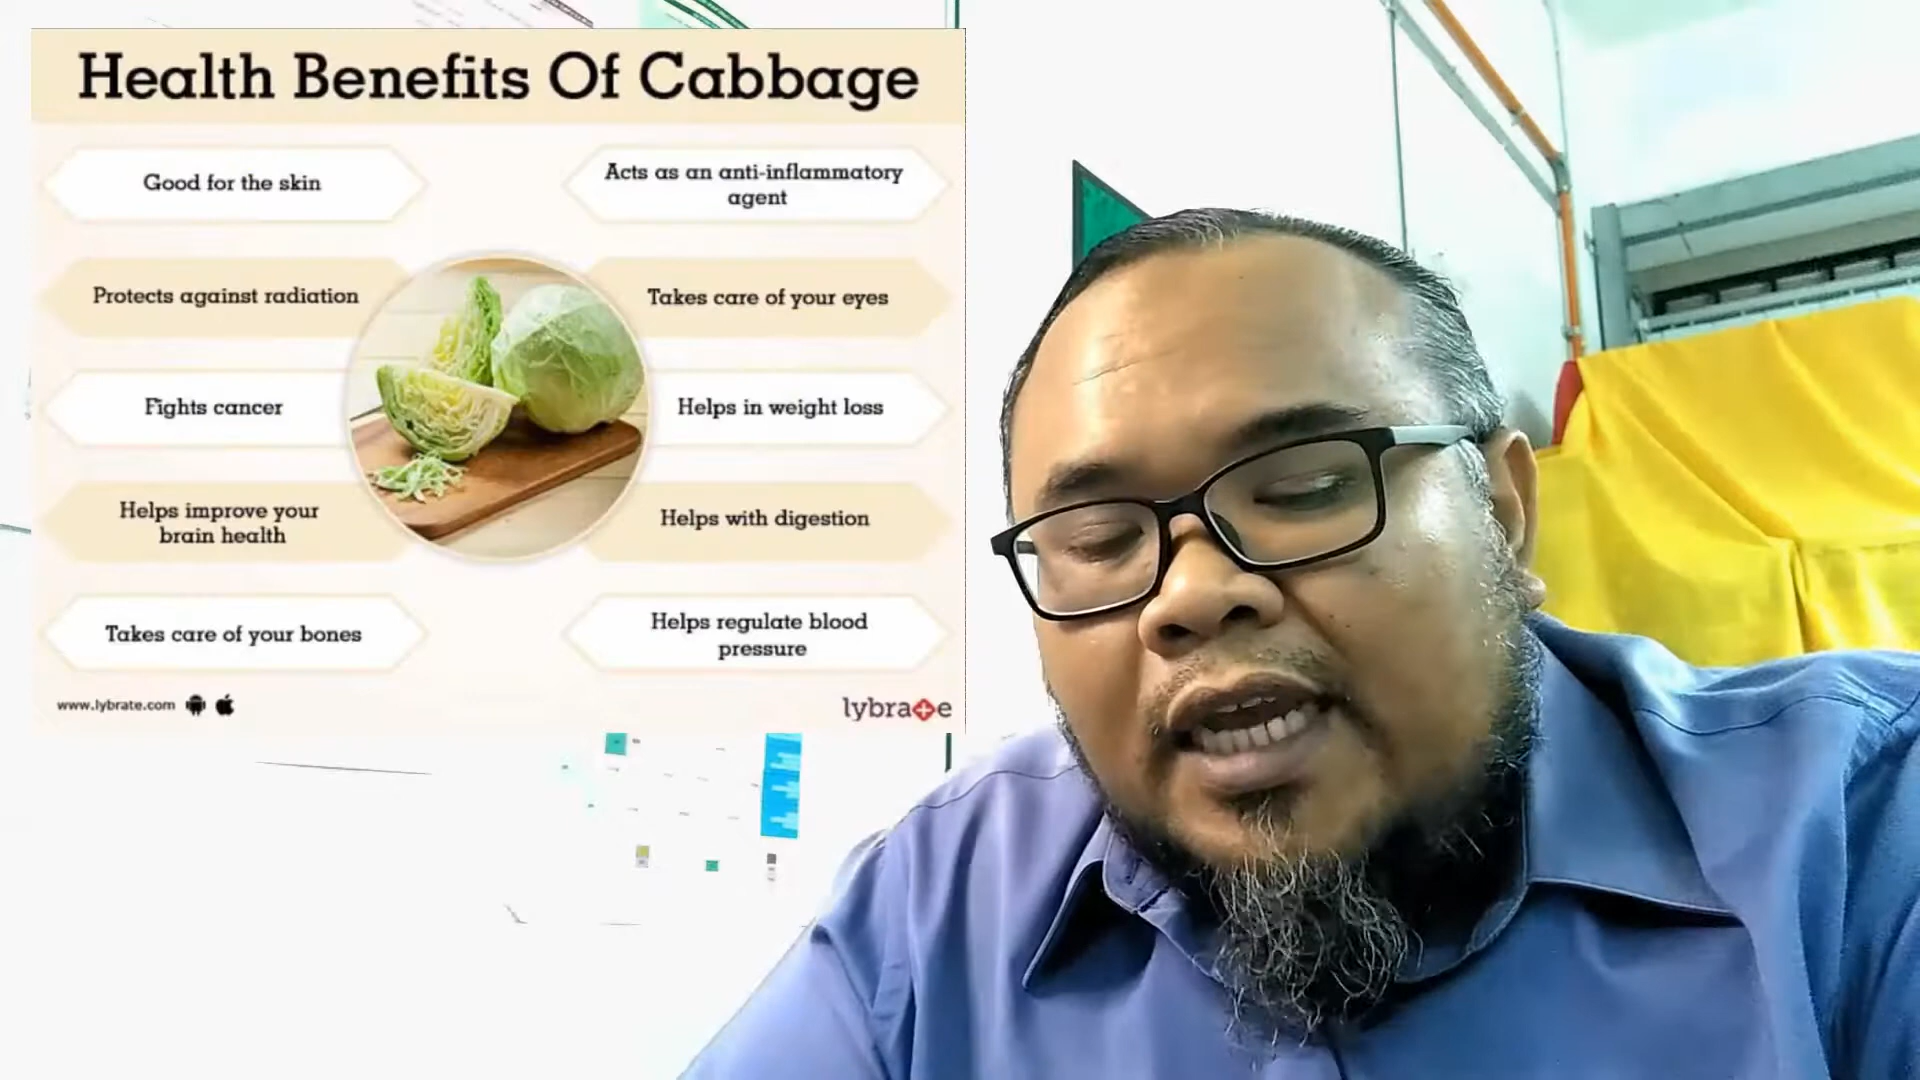 Health Benefits Of Cabbage
Good for the skin
Acts as an anti-inflammatory
agent
Protects against radiation
Takes care of your eyes
Fights cancer
Helps in weight loss
Helps improve your
brain health
Helps with digestion
Takes care of your bones
Helps regulate blood
pressure
www.lybrate.com
lybrate